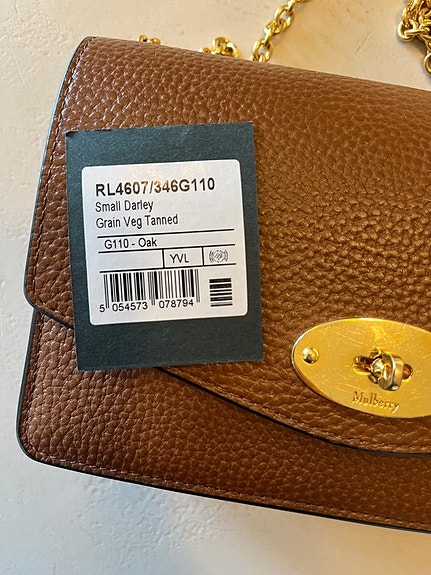 RL4607/346G110
Small Darley
Grain Veg Tanned
G110 - Oak
YVL
5 054573 078794
Mulberry